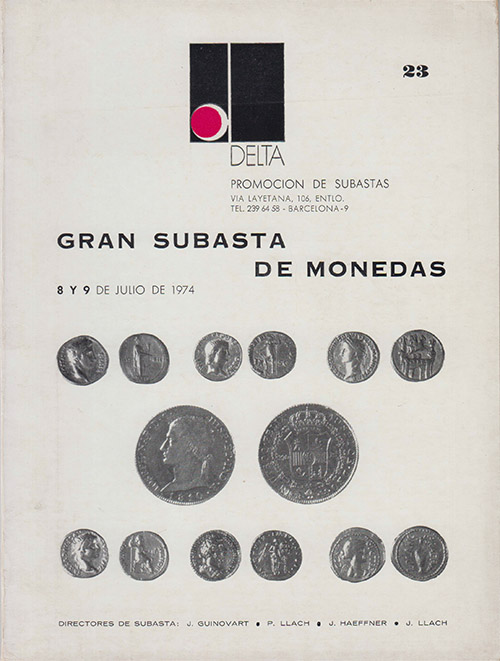 23
DELTA
PROMOCION DE SUBASTAS
VIA LAYETANA, 106, ENTLO.
TEL. 239 64 58 - BARCELONA-9
GRAN SUBASTA
DE MONEDAS
8 Y 9 DE JULIO DE 1974
DIRECTORES DE SUBASTA: J. GUINOVART • P. LLACH • J. HAEFFNER • J. LLACH